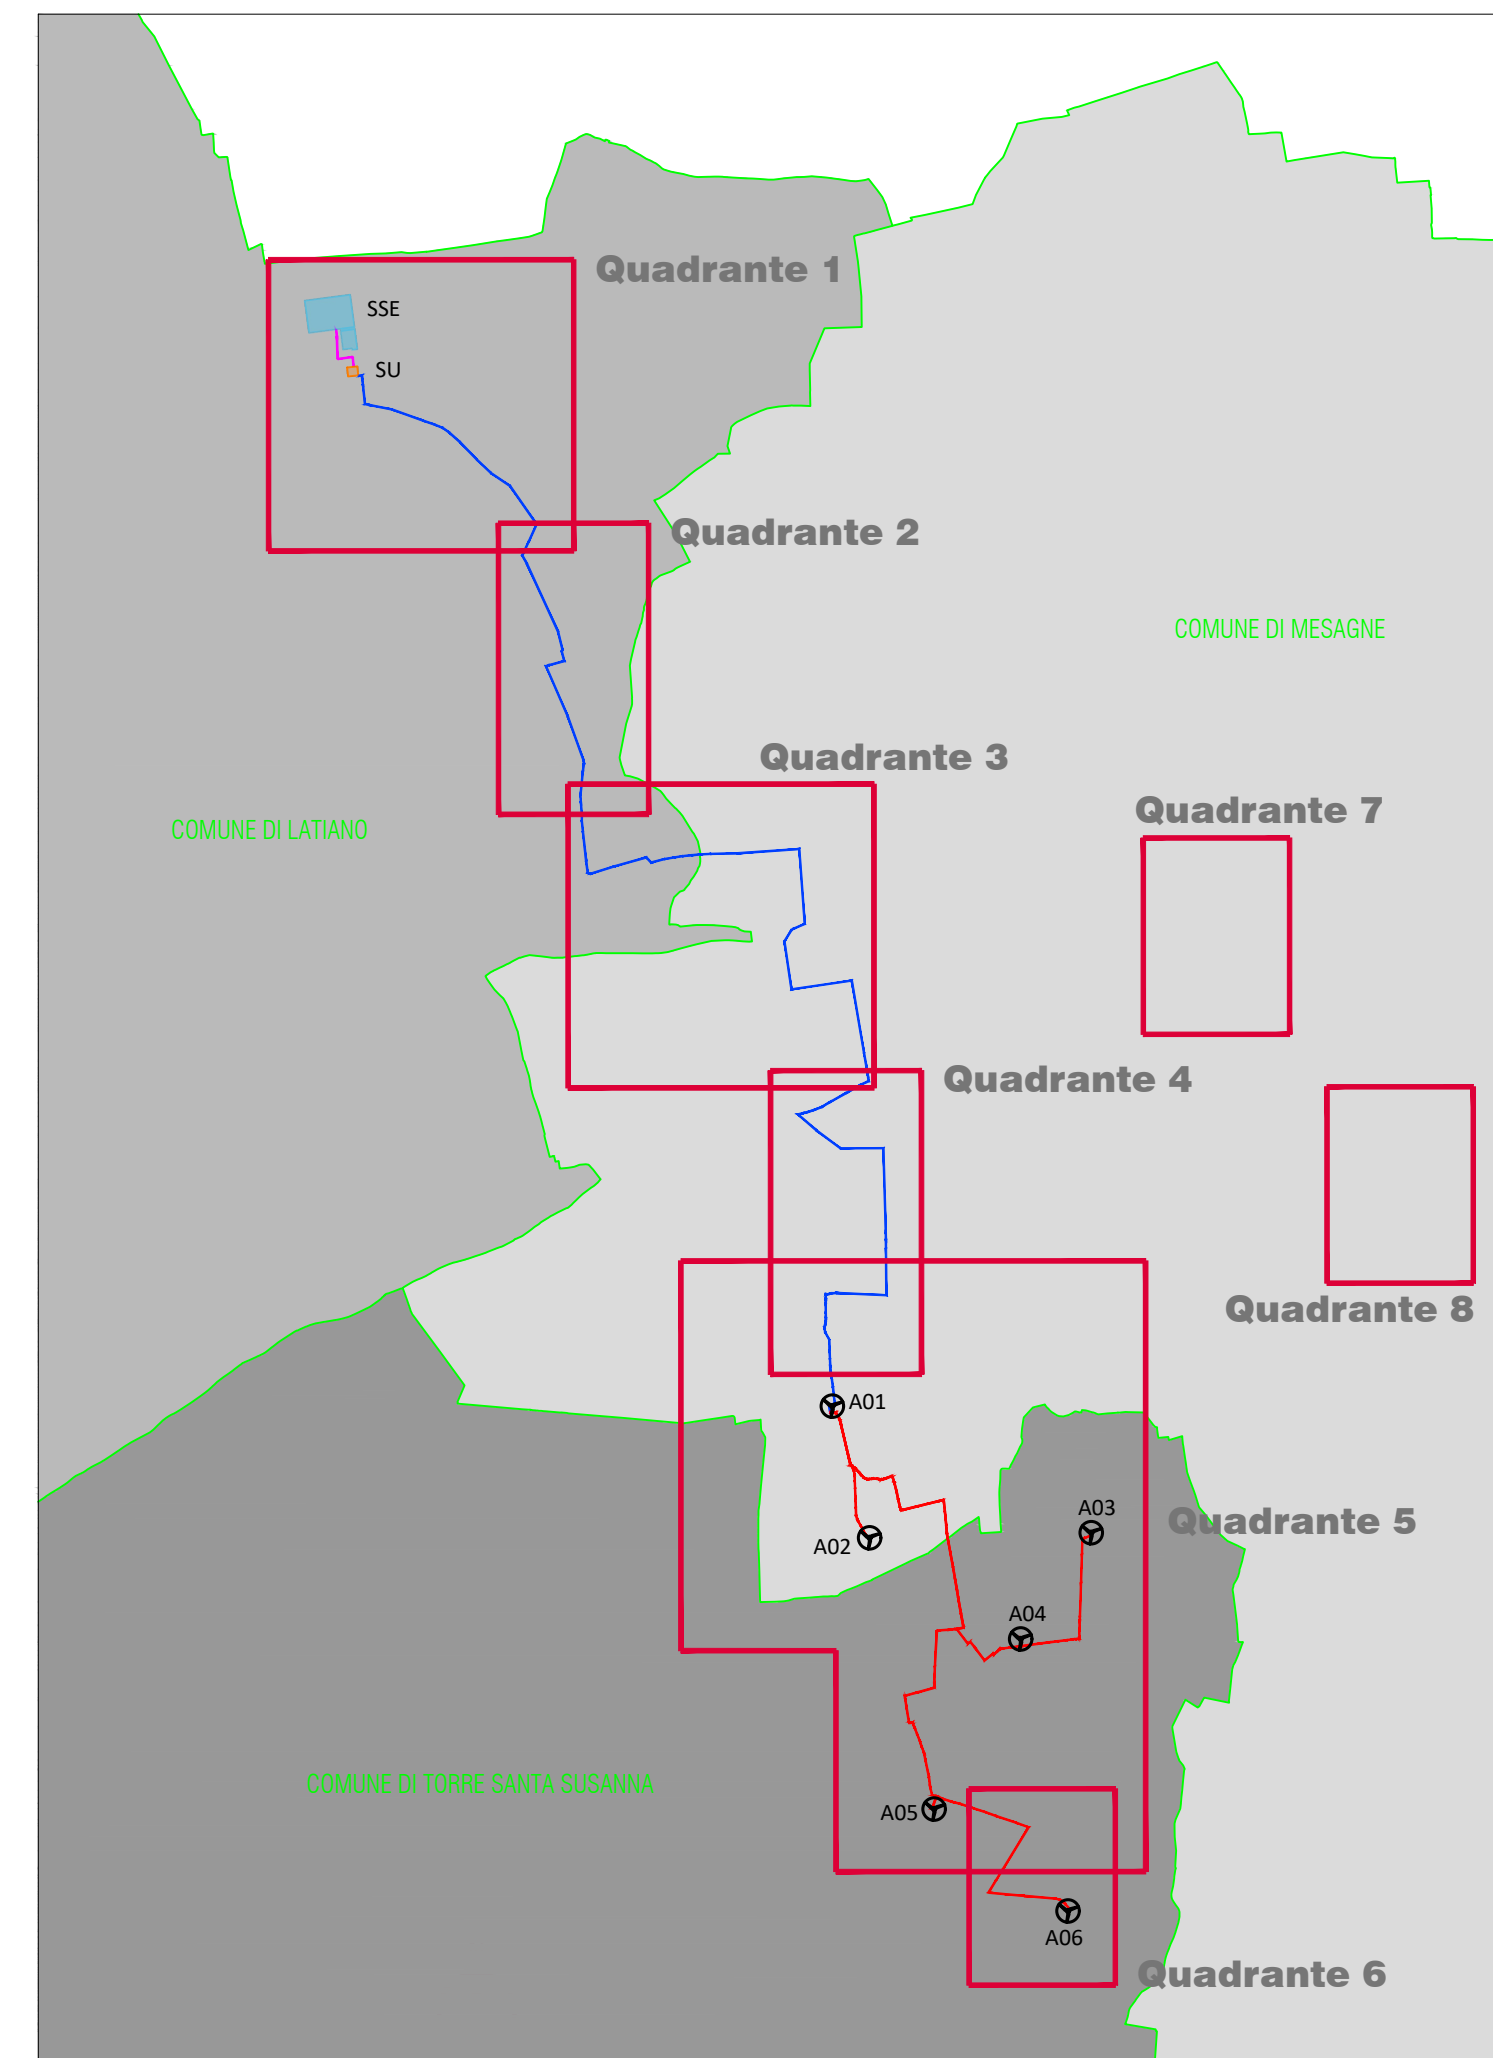 Quadrante 1
SSE
SU
Quadrante 2
COMUNE DI MESAGNE
Quadrante 3
Quadrante 7
COMUNE DI LATIANO
Quadrante 4
Quadrante 8
A01
A03
Quadrante 5
A02
A04
COMUNE DI TORRE SANTA SUSANNA
A05
A06
Quadrante 6